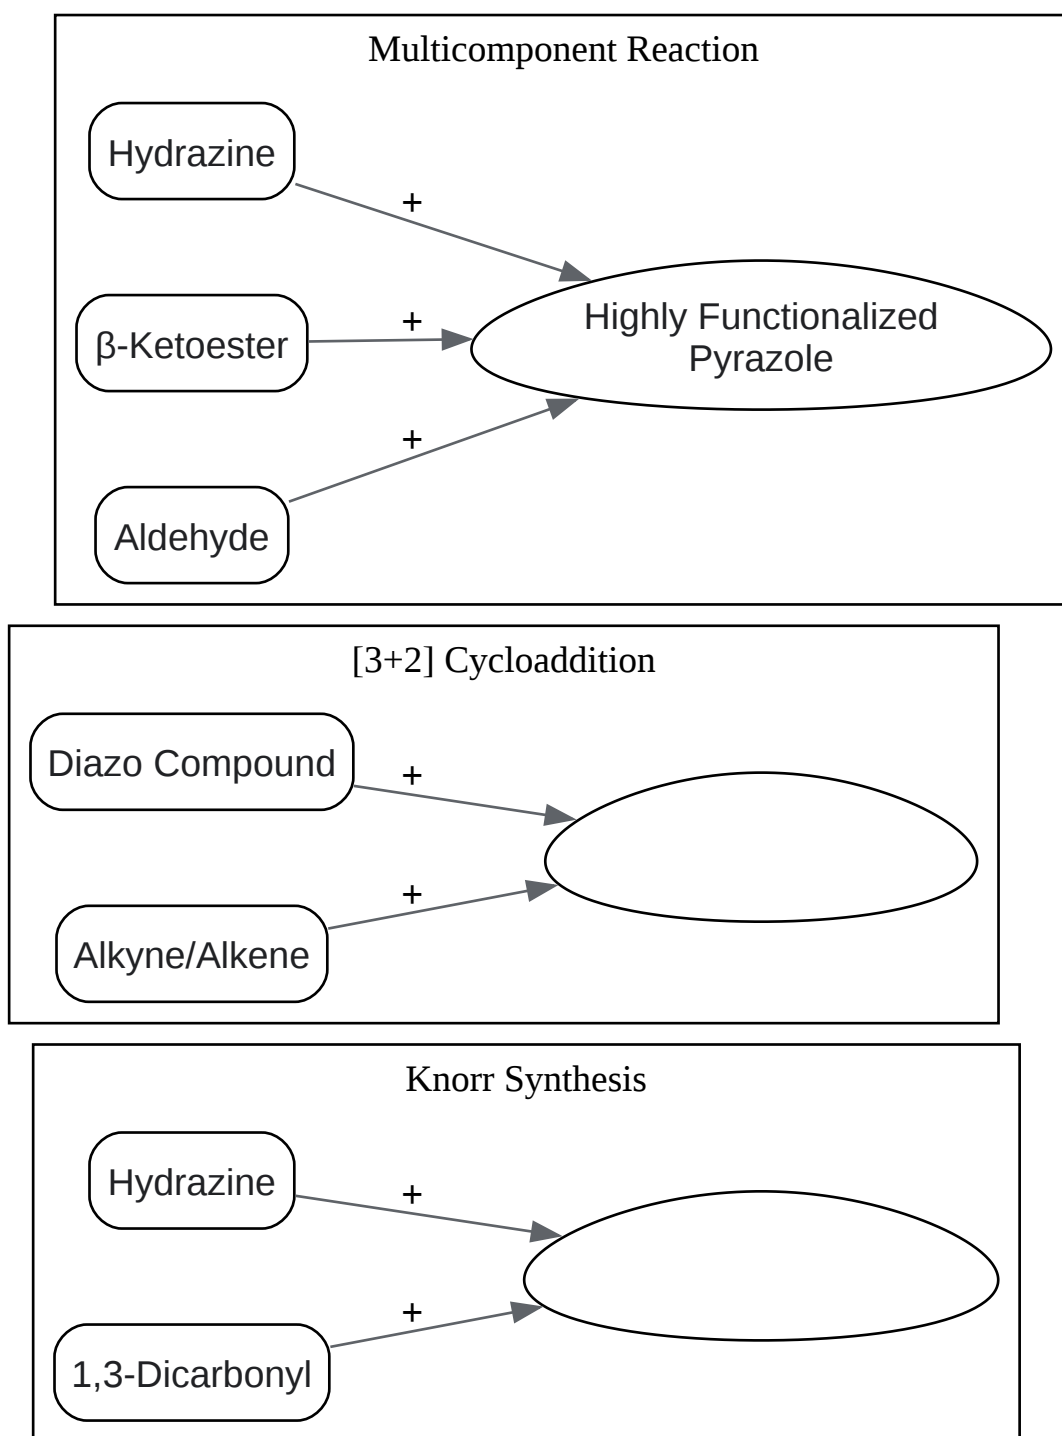 Multicomponent Reaction
Hydrazine
+
β-Ketoester
+
Highly Functionalized
Pyrazole
+
Aldehyde
[3+2] Cycloaddition
Diazo Compound
+
+
Alkyne/Alkene
Knorr Synthesis
Hydrazine
+
+
1,3-Dicarbonyl